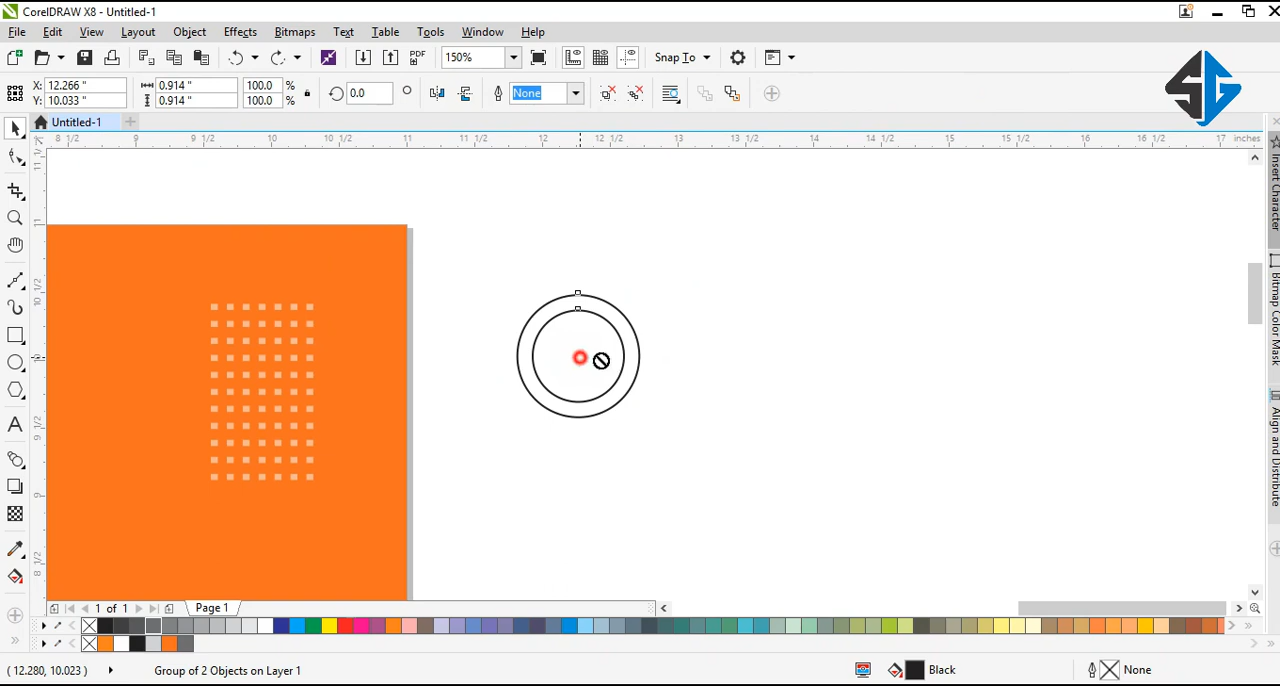 CorelDRAW X8 - Untitled-1
File Edit View Layout Object Effects Bitmaps Text Table Tools Window Help
PDF 150% Snap To
X: 12.266 " 0.914 " 100.0 % 0.0 None
Y: 10.033 " 0.914 " 100.0 %
SG
Untitled-1
8 1/2 9 9 1/2 10 10 1/2 11 11 1/2 12 12 1/2 13 13 1/2 14 14 1/2 15 15 1/2 16 16 1/2 17 inches
11 1/2
11
10 1/2
10
9 1/2
9
8 1/2
Insert Character
Bitmap Color Mask
Align and Distribute
1 of 1 Page 1
( 12.280, 10.023 ) Group of 2 Objects on Layer 1 Black None